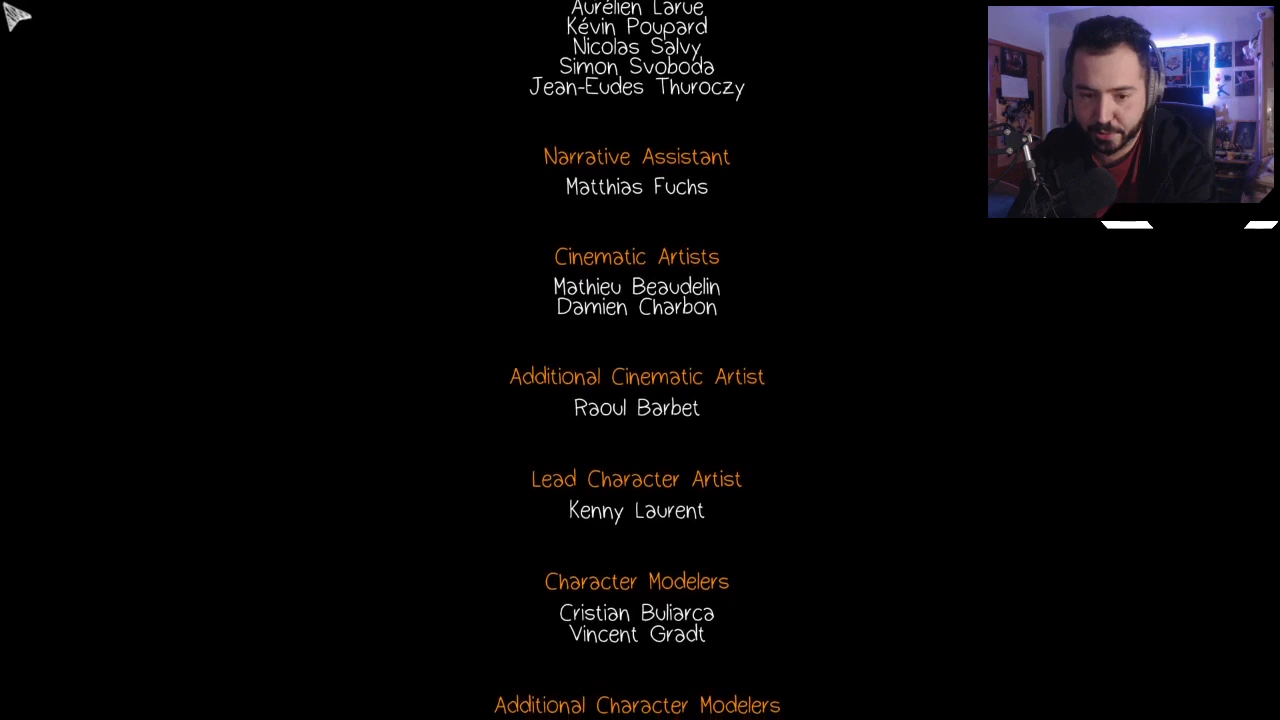 Aurélien Larue
Kévin Poupard
Nicolas Salvy
Simon Svoboda
Jean-Eudes Thuroczy
Narrative Assistant
Matthias Fuchs
Cinematic Artists
Mathieu Beaudelin
Damien Charbon
Additional Cinematic Artist
Raoul Barbet
Lead Character Artist
Kenny Laurent
Character Modelers
Cristian Buliarca
Vincent Gradt
Additional Character Modelers